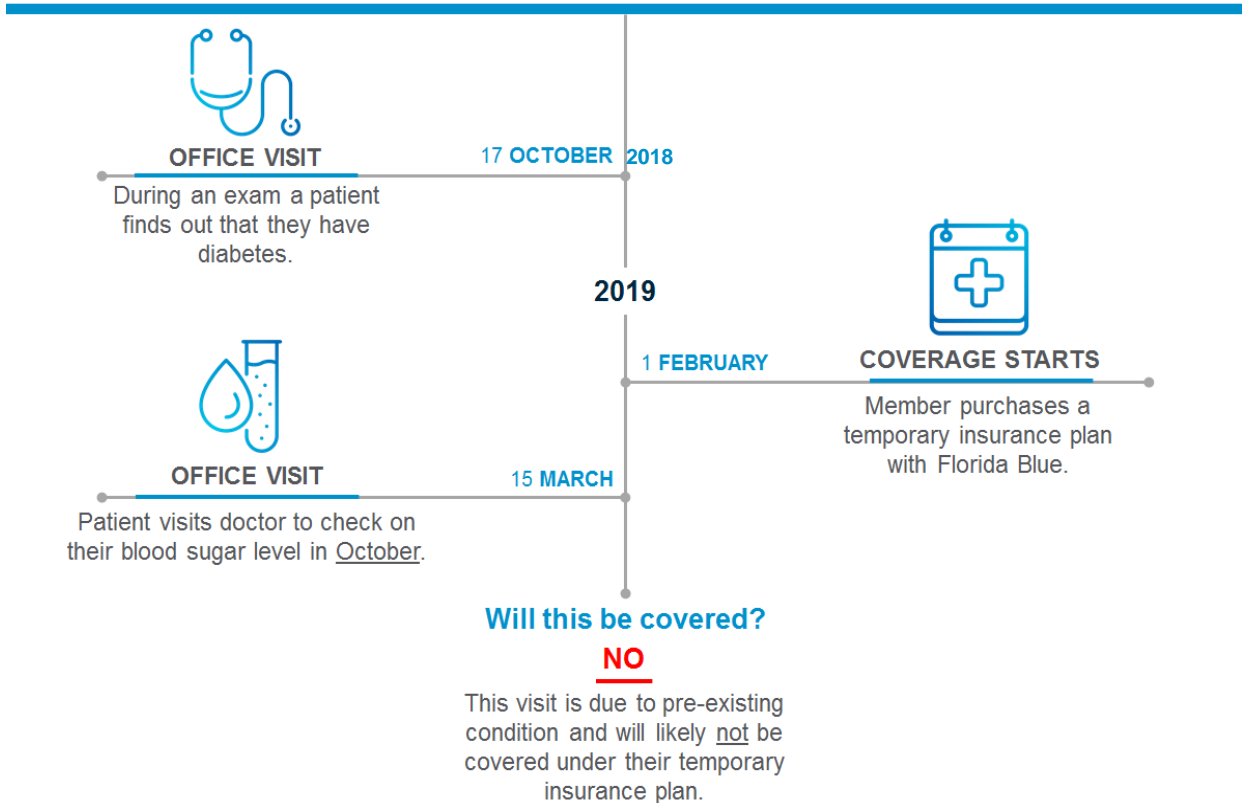 OFFICE VISIT
17 OCTOBER 2018
During an exam a patient
finds out that they have
diabetes.
2019
1 FEBRUARY
COVERAGE STARTS
Member purchases a
temporary insurance plan
with Florida Blue.
OFFICE VISIT
15 MARCH
Patient visits doctor to check on
their blood sugar level in October.
Will this be covered?
NO
This visit is due to pre-existing
condition and will likely not be
covered under their temporary
insurance plan.